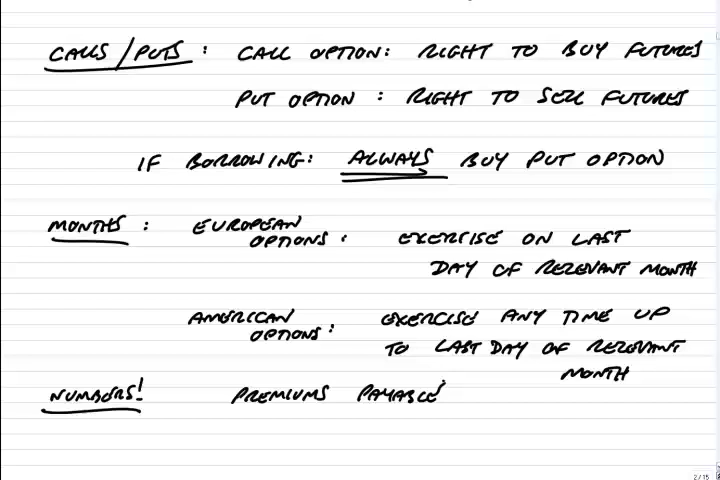 CALLS/PUTS: CALL OPTION: RIGHT TO BUY FUTURES
PUT OPTION: RIGHT TO SELL FUTURES
IF BORROWING: ALWAYS BUY PUT OPTION
MONTHS: EUROPEAN OPTIONS: EXERCISE ON LAST
DAY OF RELEVANT MONTH
AMERICAN OPTIONS: EXERCISE ANY TIME UP
TO LAST DAY OF RELEVANT
MONTH
NUMBERS! PREMIUMS PAYABLE
2/15